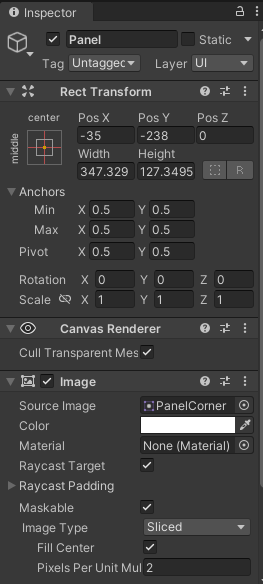 Inspector
Panel
Static
Tag Untagged Layer UI
Rect Transform
center Pos X Pos Y Pos Z
middle -35 -238 0
Width Height
347.329 127.3495
R
Anchors
Min X 0.5 Y 0.5
Max X 0.5 Y 0.5
Pivot X 0.5 Y 0.5
Rotation X 0 Y 0 Z 0
Scale X 1 Y 1 Z 1
Canvas Renderer
Cull Transparent Mes
Image
Source Image PanelCorner
Color
Material None (Material)
Raycast Target
Raycast Padding
Maskable
Image Type Sliced
Fill Center
Pixels Per Unit Mul 2